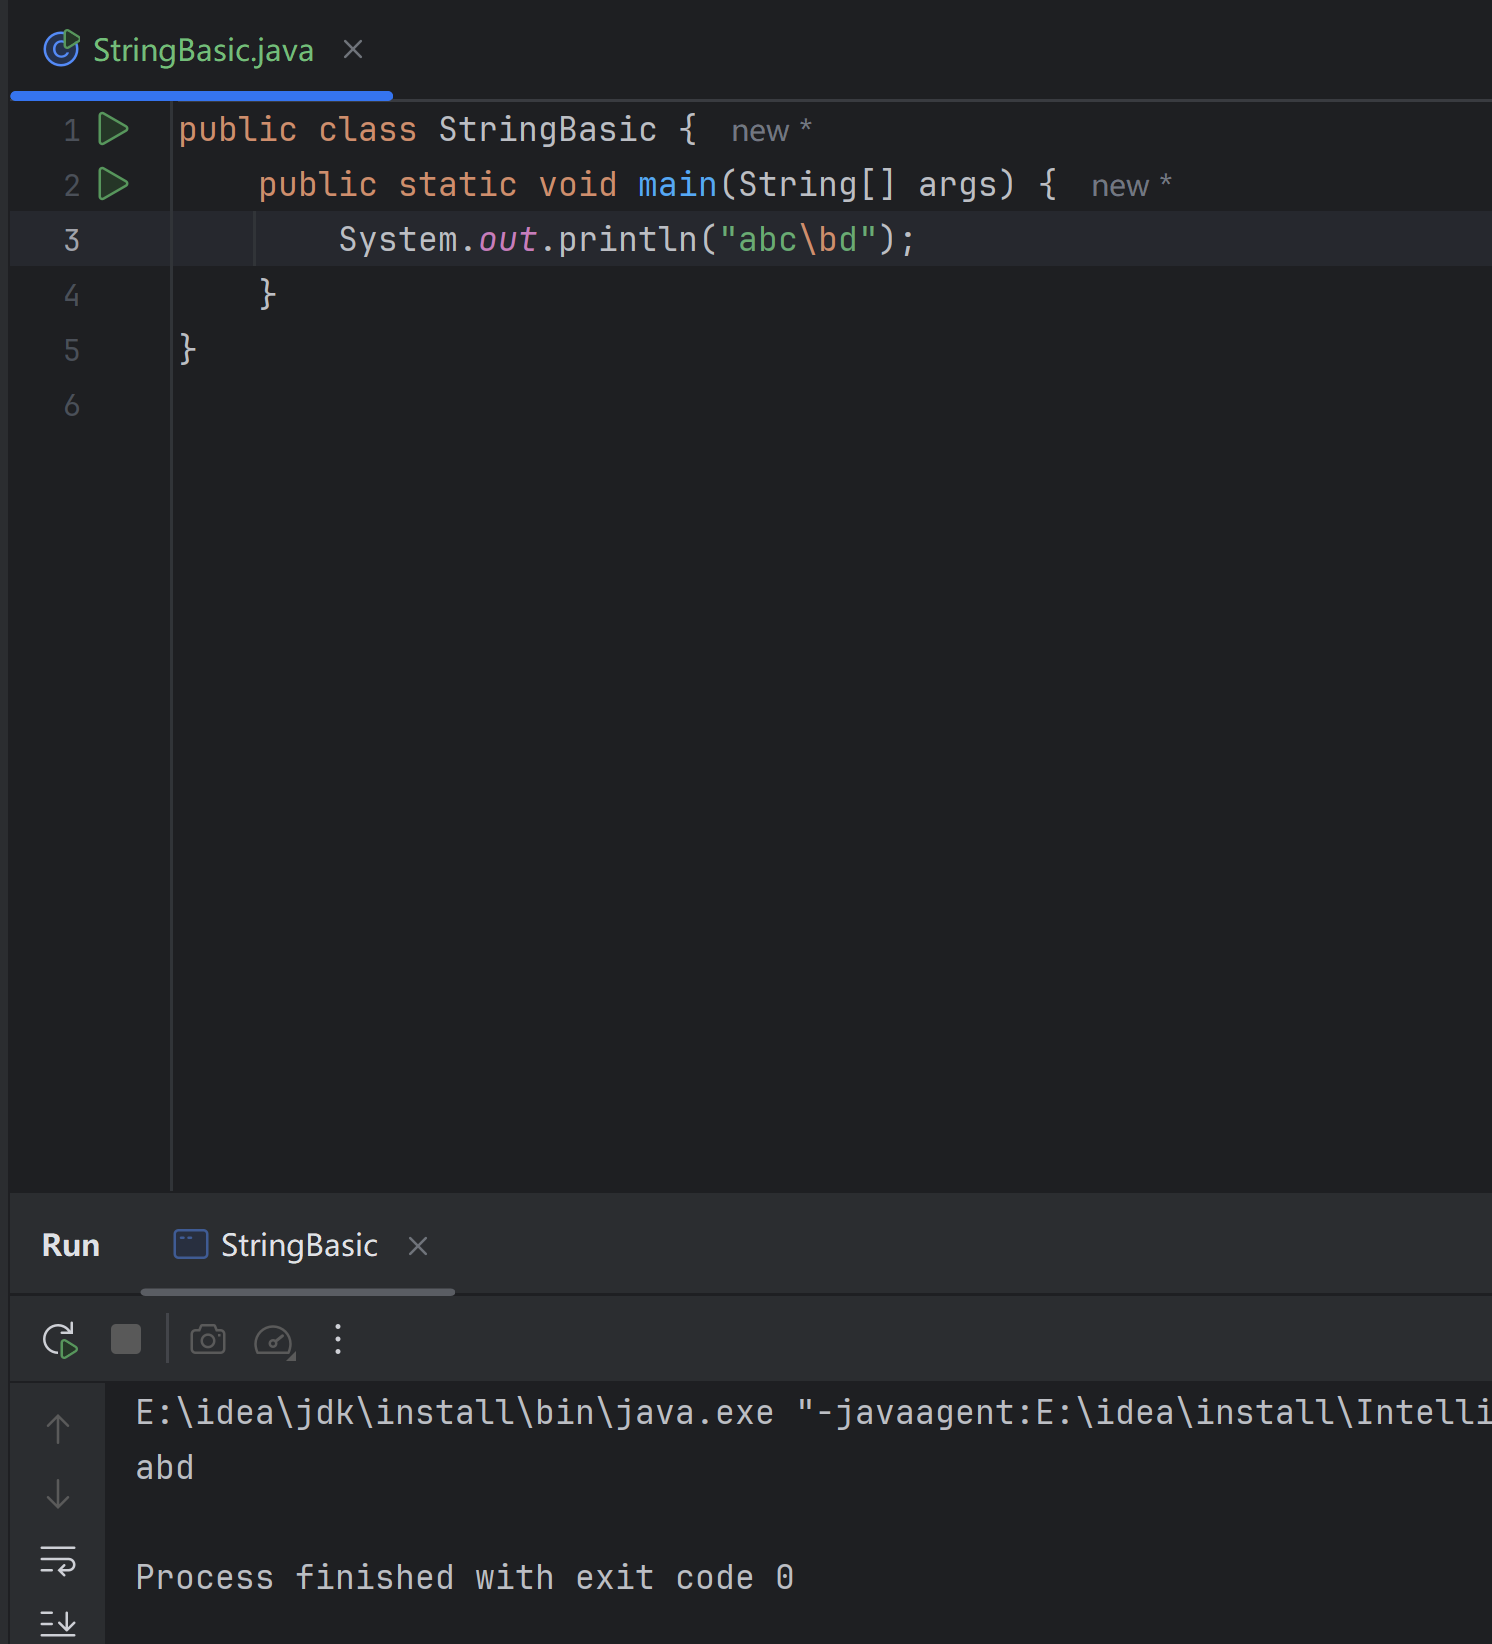 StringBasic.java
1 public class StringBasic { new *
2 public static void main(String[] args) { new *
3 System.out.println("abc\bd");
4 }
5 }
6
Run StringBasic
E:\idea\jdk\install\bin\java.exe "-javaagent:E:\idea\install\Intelli
abd
Process finished with exit code 0